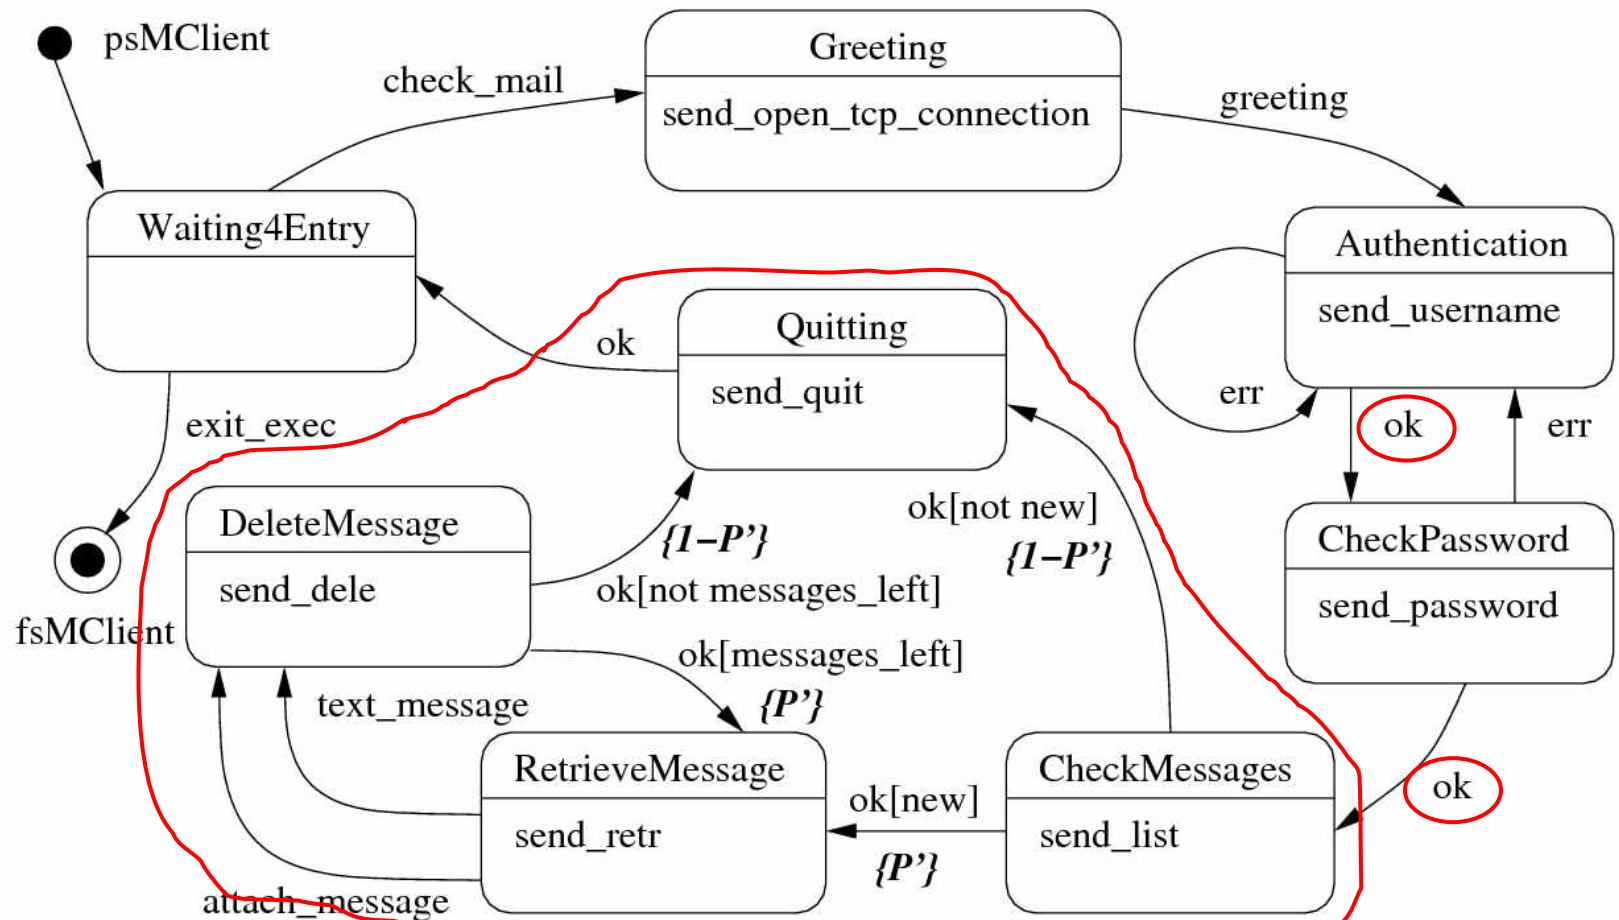 psMClient
check_mail
Greeting
send_open_tcp_connection
greeting
Waiting4Entry
exit_exec
fsMClient
Authentication
send_username
err
ok
err
CheckPassword
send_password
ok
Quitting
send_quit
ok
ok[not new]
{1–P’}
DeleteMessage
send_dele
{1–P’}
ok[not messages_left]
ok[messages_left]
{P’}
text_message
attach_message
RetrieveMessage
send_retr
ok[new]
{P’}
CheckMessages
send_list